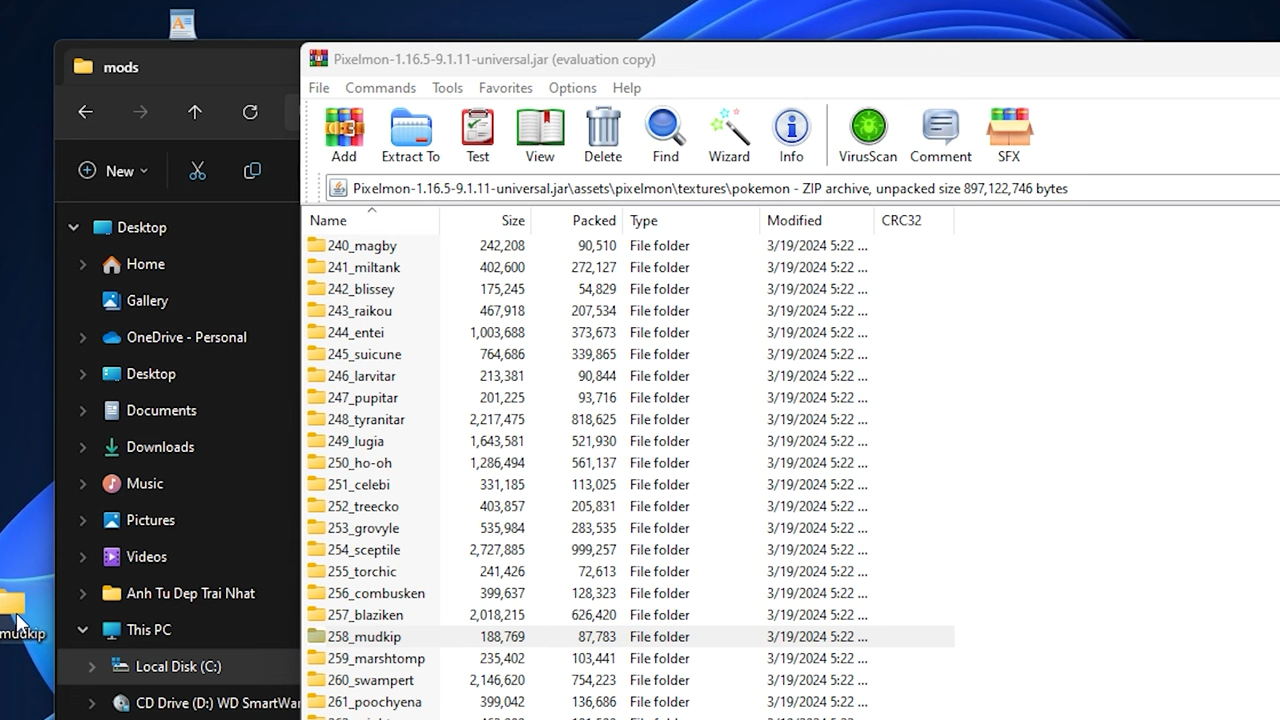 mods
New
Desktop
Home
Gallery
OneDrive - Personal
Desktop
Documents
Downloads
Music
Pictures
Videos
Anh Tu Dep Trai Nhat
This PC
Local Disk (C:)
CD Drive (D:) WD SmartWar
mudkip
Pixelmon-1.16.5-9.1.11-universal.jar (evaluation copy)
File Commands Tools Favorites Options Help
Add Extract To Test View Delete Find Wizard Info VirusScan Comment SFX
Pixelmon-1.16.5-9.1.11-universal.jar\assets\pixelmon\textures\pokemon - ZIP archive, unpacked size 897,122,746 bytes
Name Size Packed Type Modified CRC32
240_magby 242,208 90,510 File folder 3/19/2024 5:22 ...
241_miltank 402,600 272,127 File folder 3/19/2024 5:22 ...
242_blissey 175,245 54,829 File folder 3/19/2024 5:22 ...
243_raikou 467,918 207,534 File folder 3/19/2024 5:22 ...
244_entei 1,003,688 373,673 File folder 3/19/2024 5:22 ...
245_suicune 764,686 339,865 File folder 3/19/2024 5:22 ...
246_larvitar 213,381 90,844 File folder 3/19/2024 5:22 ...
247_pupitar 201,225 93,716 File folder 3/19/2024 5:22 ...
248_tyranitar 2,217,475 818,625 File folder 3/19/2024 5:22 ...
249_lugia 1,643,581 521,930 File folder 3/19/2024 5:22 ...
250_ho-oh 1,286,494 561,137 File folder 3/19/2024 5:22 ...
251_celebi 331,185 113,025 File folder 3/19/2024 5:22 ...
252_treecko 403,857 205,831 File folder 3/19/2024 5:22 ...
253_grovyle 535,984 283,535 File folder 3/19/2024 5:22 ...
254_sceptile 2,727,885 999,257 File folder 3/19/2024 5:22 ...
255_torchic 241,426 72,613 File folder 3/19/2024 5:22 ...
256_combusken 399,637 128,323 File folder 3/19/2024 5:22 ...
257_blaziken 2,018,215 626,420 File folder 3/19/2024 5:22 ...
258_mudkip 188,769 87,783 File folder 3/19/2024 5:22 ...
259_marshtomp 235,402 103,441 File folder 3/19/2024 5:22 ...
260_swampert 2,146,620 754,223 File folder 3/19/2024 5:22 ...
261_poochyena 399,042 136,686 File folder 3/19/2024 5:22 ...